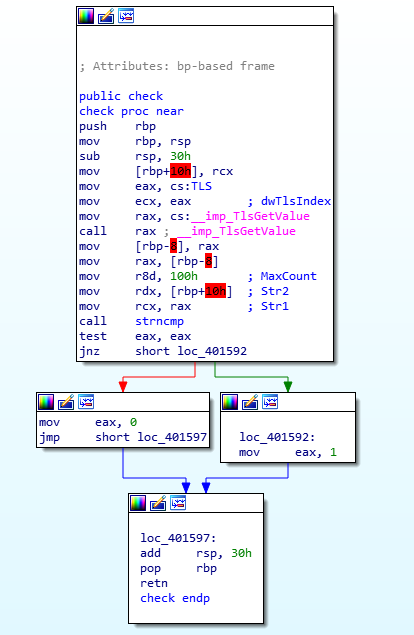 ; Attributes: bp-based frame
public check
check proc near
push    rbp
mov     rbp, rsp
sub     rsp, 30h
mov     [rbp+10h], rcx
mov     eax, cs:TLS
mov     ecx, eax        ; dwTlsIndex
mov     rax, cs:__imp_TlsGetValue
call    rax ; __imp_TlsGetValue
mov     [rbp-8], rax
mov     rax, [rbp-8]
mov     r8d, 100h       ; MaxCount
mov     rdx, [rbp+10h]  ; Str2
mov     rcx, rax        ; Str1
call    strncmp
test    eax, eax
jnz     short loc_401592
mov     eax, 0
jmp     short loc_401597
loc_401592:
mov     eax, 1
loc_401597:
add     rsp, 30h
pop     rbp
retn
check endp